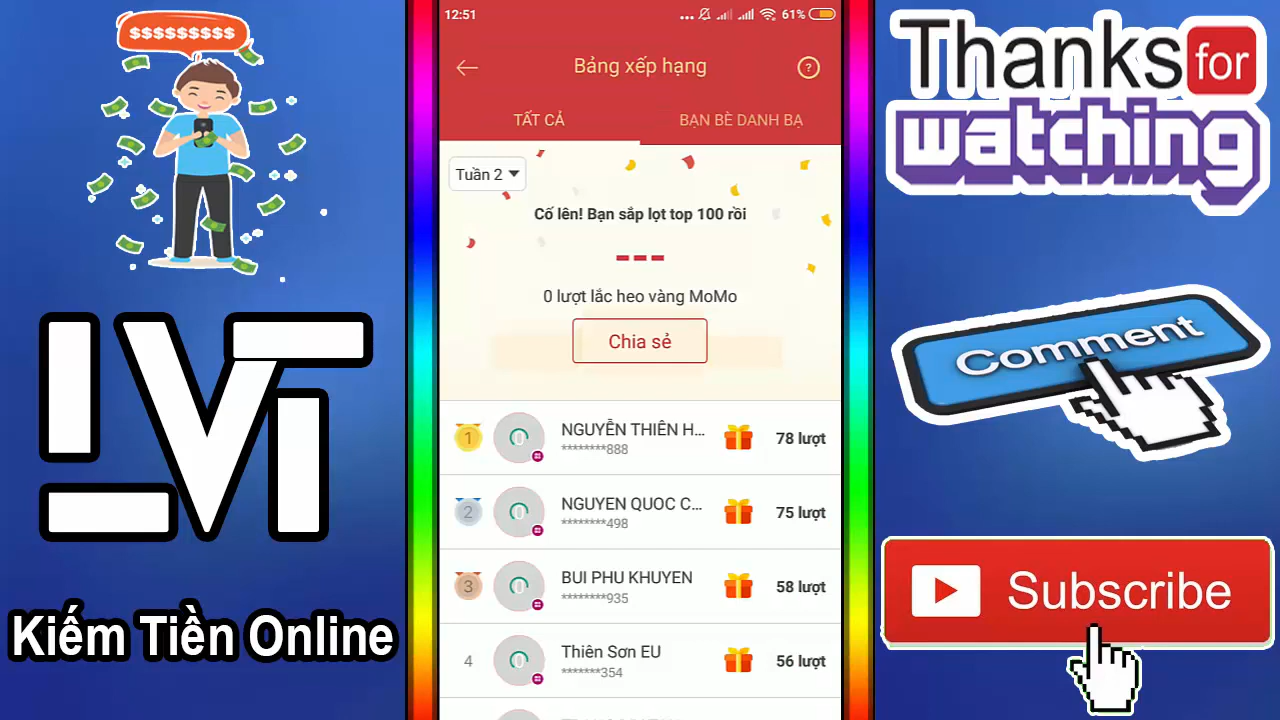 $$$$$$$$$
LVT
Kiếm Tiền Online
12:51
61%
Bảng xếp hạng
?
TẤT CẢ
BẠN BÈ DANH BẠ
Tuần 2
Cố lên! Bạn sắp lọt top 100 rồi
---
0 lượt lắc heo vàng MoMo
Chia sẻ
1
NGUYỄN THIÊN H...
********888
78 lượt
2
NGUYEN QUOC C...
********498
75 lượt
3
BUI PHU KHUYEN
********935
58 lượt
4
Thiên Sơn EU
*******354
56 lượt
Thanks for
watching
Comment
Subscribe